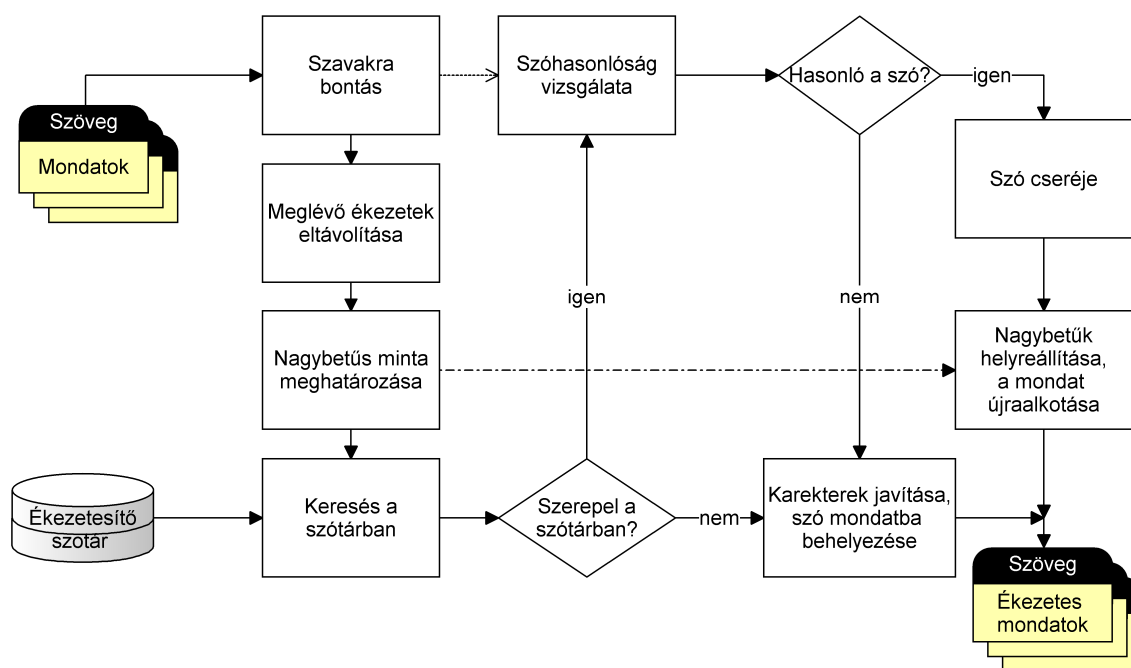 Szavakra
bontás
Szóhasonlóság
vizsgálata
Hasonló a szó?
igen
Szöveg
Mondatok
Szó cseréje
Meglévő ékezetek
eltávolítása
igen
nem
Nagybetűs minta
meghatározása
Nagybetűk
helyreállítása,
a mondat
újraalkotása
Ékezetesítő
szótár
Keresés a
szótárban
Szerepel a
szótárban?
nem
Karekterek javítása,
szó mondatba
behelyezése
Szöveg
Ékezetes
mondatok